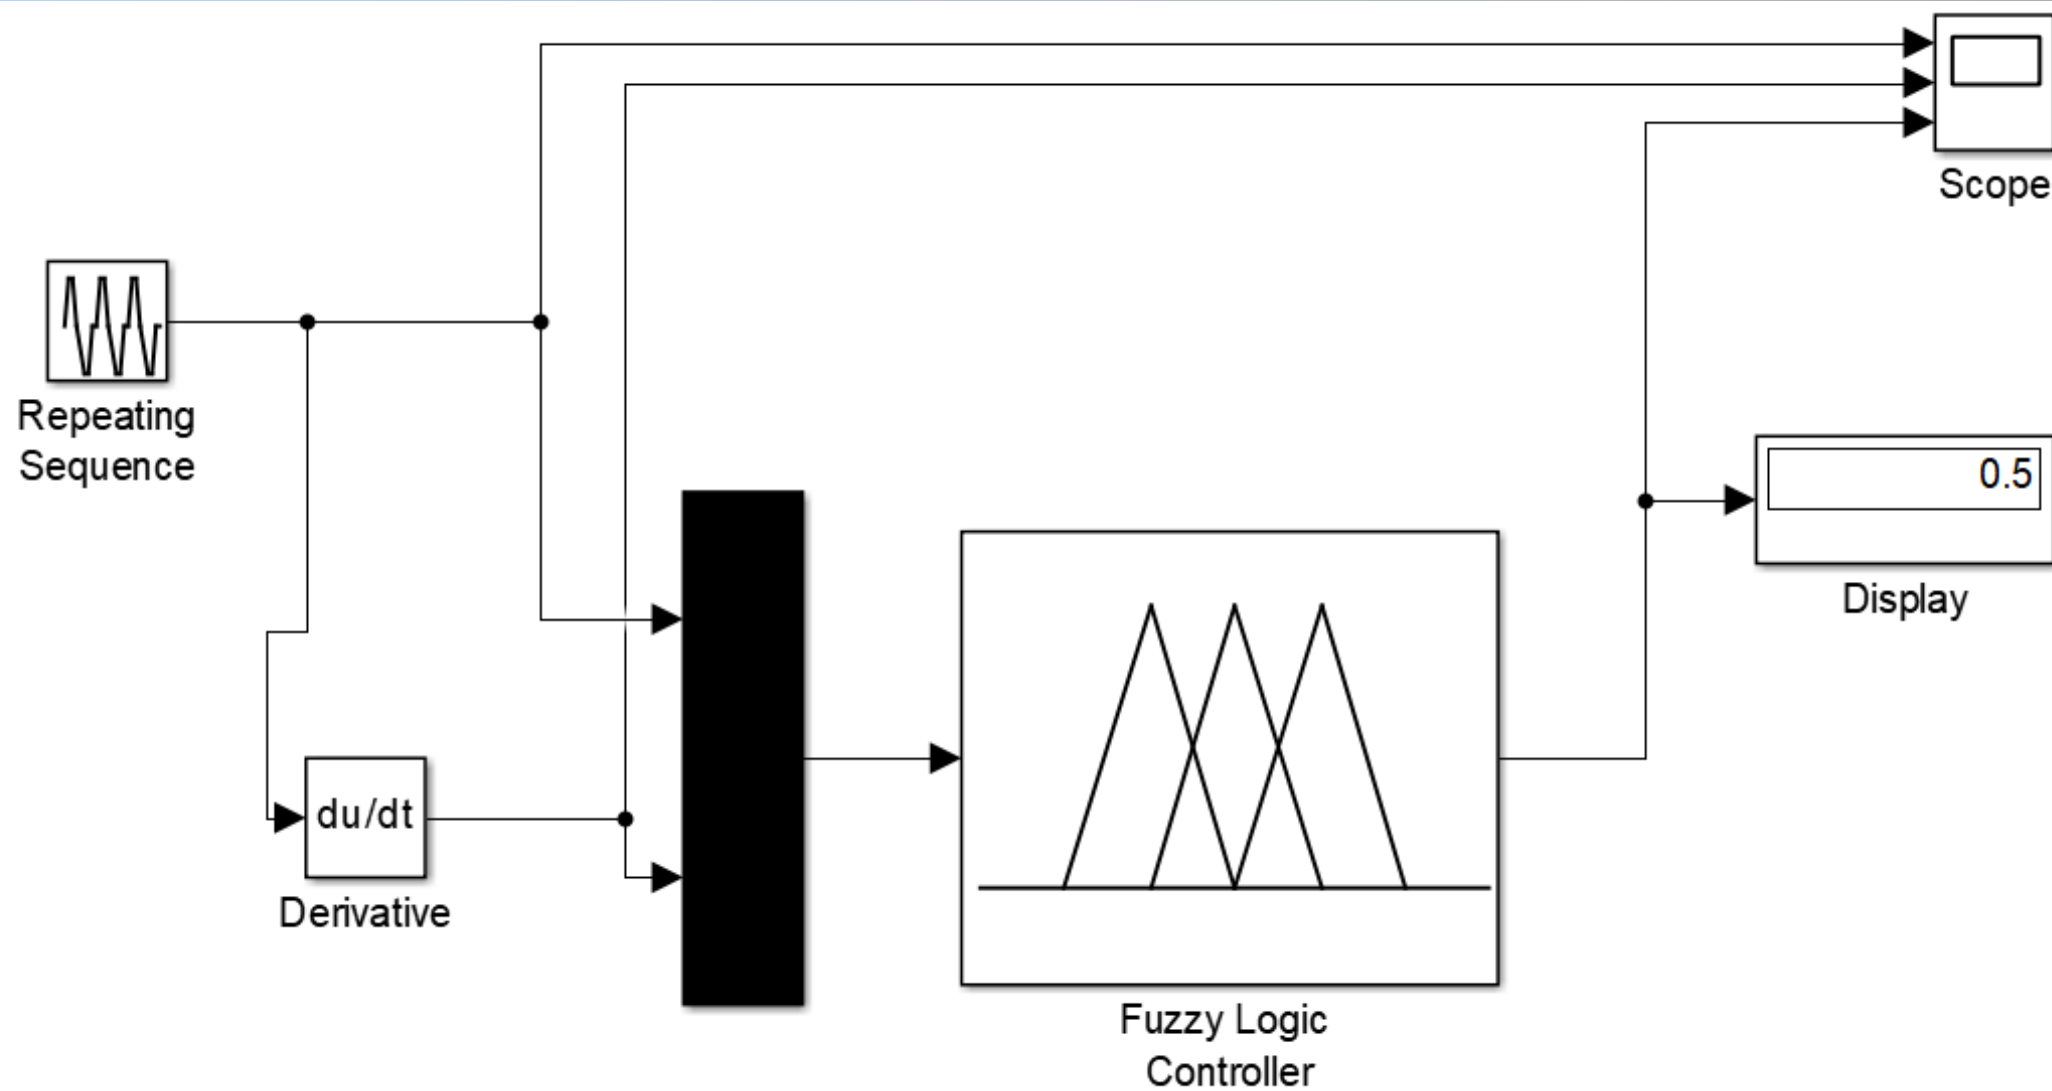 Scope
Repeating
Sequence
0.5
Display
du/dt
Derivative
Fuzzy Logic
Controller